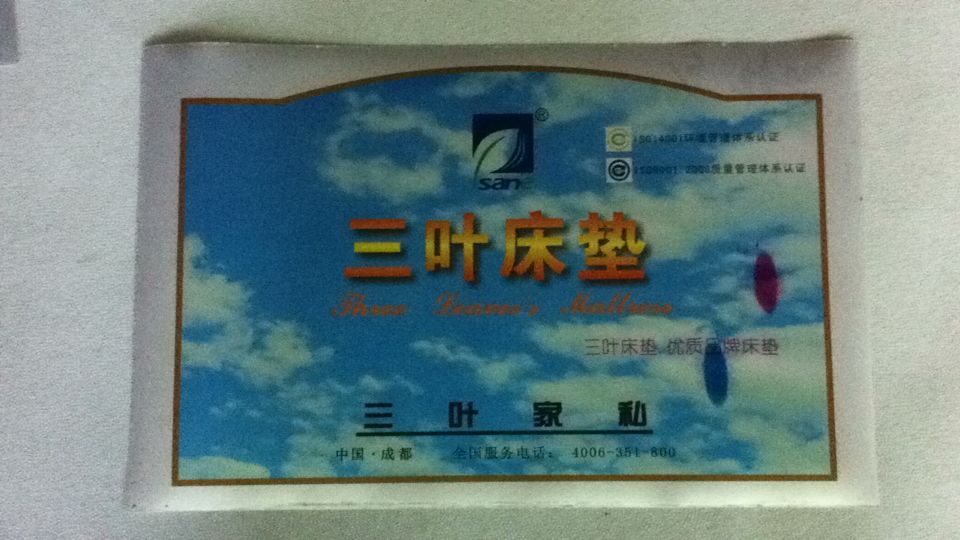 ®
ISO14001环境管理体系认证
ISO9001:2008质量管理体系认证
三叶床垫
Three Leaves's Mattress
三叶床垫 优质品牌床垫
三叶家私
中国·成都 全国服务电话: 4006-351-800